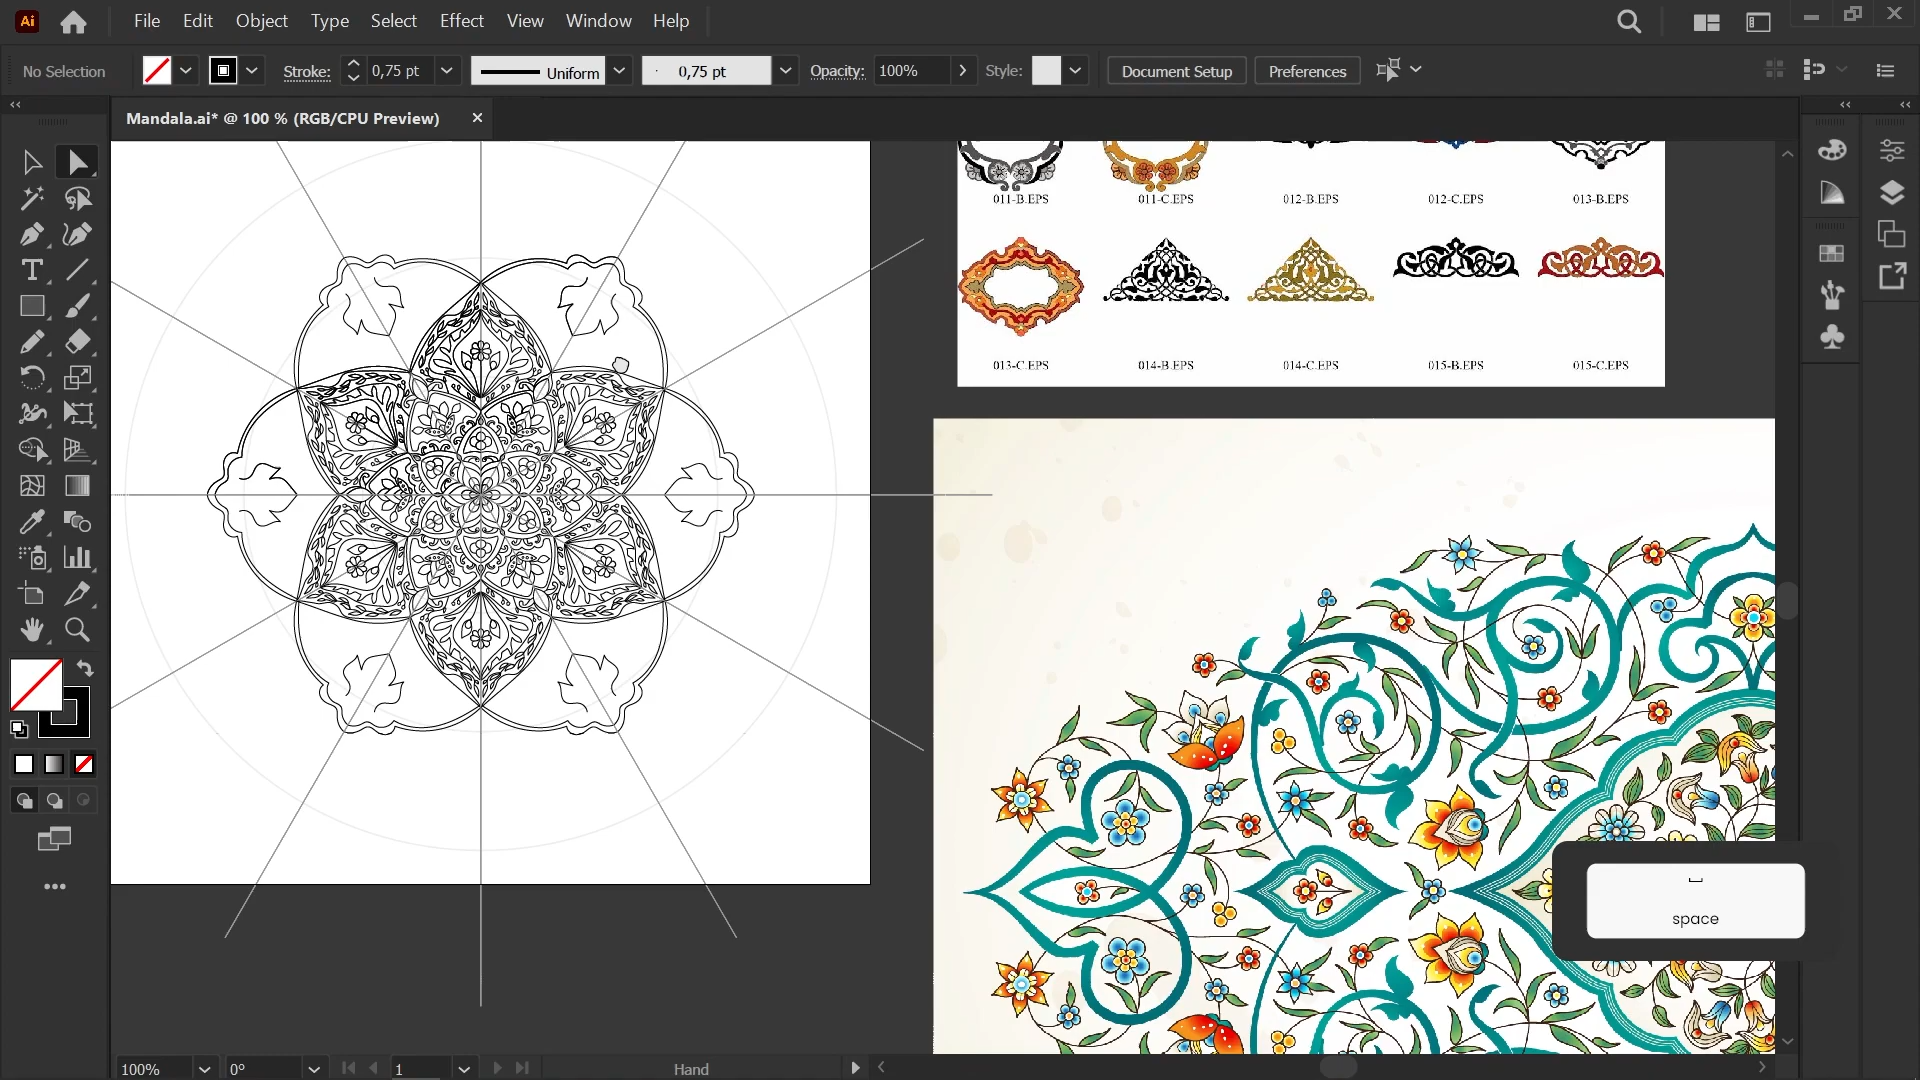 Ai File Edit Object Type Select Effect View Window Help
No Selection Stroke: 0,75 pt Uniform 0,75 pt Opacity: 100% Style: Document Setup Preferences
Mandala.ai* @ 100 % (RGB/CPU Preview)
011-B.EPS 011-C.EPS 012-B.EPS 012-C.EPS 013-B.EPS
013-C.EPS 014-B.EPS 014-C.EPS 015-B.EPS 015-C.EPS
space
100% 0° 1 Hand